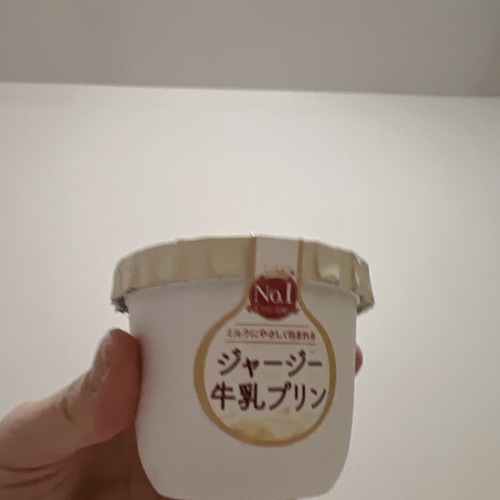 No.1
ミルクにやさしく包まれる
ジャージー
牛乳プリン